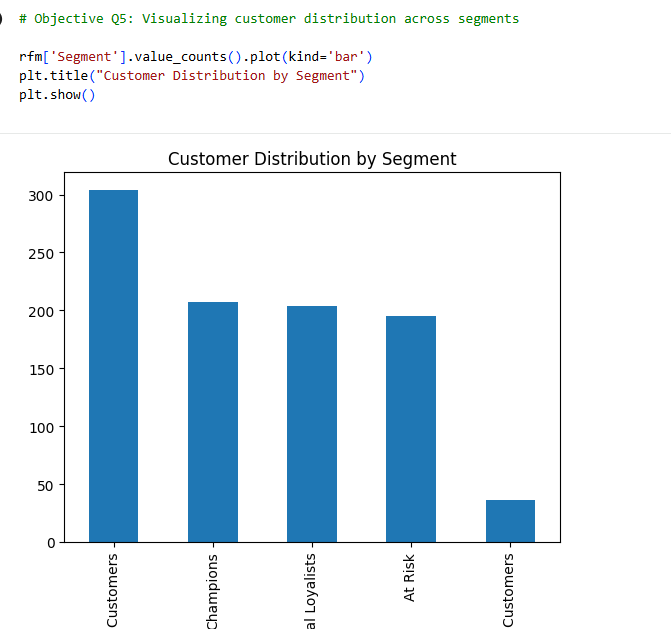 # Objective Q5: Visualizing customer distribution across segments
rfm['Segment'].value_counts().plot(kind='bar')
plt.title("Customer Distribution by Segment")
plt.show()
Customer Distribution by Segment
300
250
200
150
100
50
0
Customers
Champions
al Loyalists
At Risk
Customers